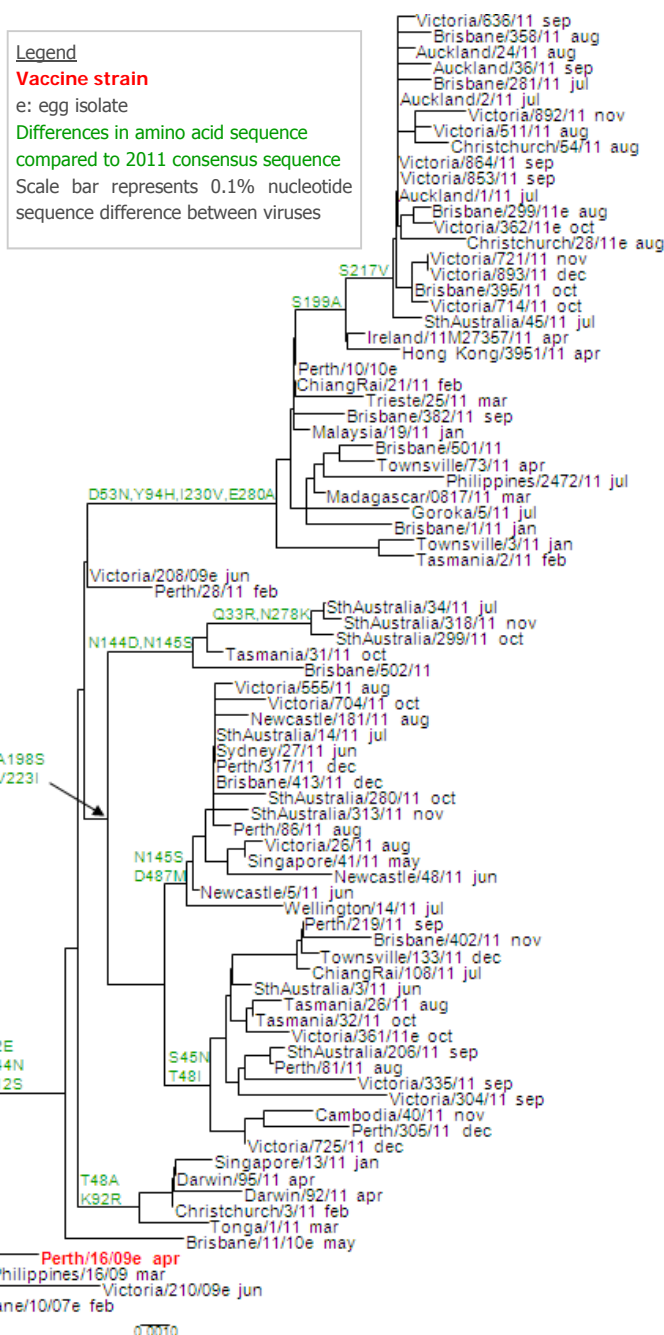 Legend
Vaccine strain
e: egg isolate
Differences in amino acid sequence
compared to 2011 consensus sequence
Scale bar represents 0.1% nucleotide
sequence difference between viruses
Victoria/636/11 sep
Brisbane/358/11 aug
Auckland/24/11 aug
Auckland/36/11 sep
Brisbane/281/11 jul
Auckland/2/11 jul
Victoria/892/11 nov
Victoria/511/11 aug
Christchurch/54/11 aug
Victoria/864/11 sep
Victoria/853/11 sep
Auckland/1/11 jul
Brisbane/299/11e aug
Victoria/362/11e oct
Christchurch/28/11e aug
Victoria/721/11 nov
S217V
Victoria/893/11 dec
Brisbane/395/11 oct
S199A
Victoria/714/11 oct
SthAustralia/45/11 jul
Ireland/11M27357/11 apr
Hong Kong/3951/11 apr
Perth/10/10e
ChiangRai/21/11 feb
Trieste/25/11 mar
Brisbane/382/11 sep
Malaysia/19/11 jan
Brisbane/501/11
Townsville/73/11 apr
Philippines/2472/11 jul
D53N,Y94H,I230V,E280A
Madagascar/0817/11 mar
Goroka/5/11 jul
Brisbane/1/11 jan
Townsville/3/11 jan
Tasmania/2/11 feb
Victoria/208/09e jun
Perth/28/11 feb
SthAustralia/34/11 jul
Q33R,N278K
SthAustralia/318/11 nov
SthAustralia/299/11 oct
N144D,N145S
Tasmania/31/11 oct
Brisbane/502/11
Victoria/555/11 aug
Victoria/704/11 oct
Newcastle/181/11 aug
SthAustralia/14/11 jul
Sydney/27/11 jun
A198S
Perth/317/11 dec
V223I
Brisbane/413/11 dec
SthAustralia/280/11 oct
SthAustralia/313/11 nov
Perth/86/11 aug
Victoria/26/11 aug
N145S
Singapore/41/11 may
D487M
Newcastle/48/11 jun
Newcastle/5/11 jun
Wellington/14/11 jul
Perth/219/11 sep
Brisbane/402/11 nov
Townsville/133/11 dec
ChiangRai/108/11 jul
SthAustralia/3/11 jun
Tasmania/26/11 aug
Tasmania/32/11 oct
Victoria/361/11e oct
2E
SthAustralia/206/11 sep
S45N
4N
Perth/81/11 aug
T48I
12S
Victoria/335/11 sep
Victoria/304/11 sep
Cambodia/40/11 nov
Perth/305/11 dec
Victoria/725/11 dec
Singapore/13/11 jan
T48A
Darwin/95/11 apr
K92R
Darwin/92/11 apr
Christchurch/3/11 feb
Tonga/1/11 mar
Brisbane/11/10e may
Perth/16/09e apr
Philippines/16/09 mar
Victoria/210/09e jun
ane/10/07e feb
0.0010